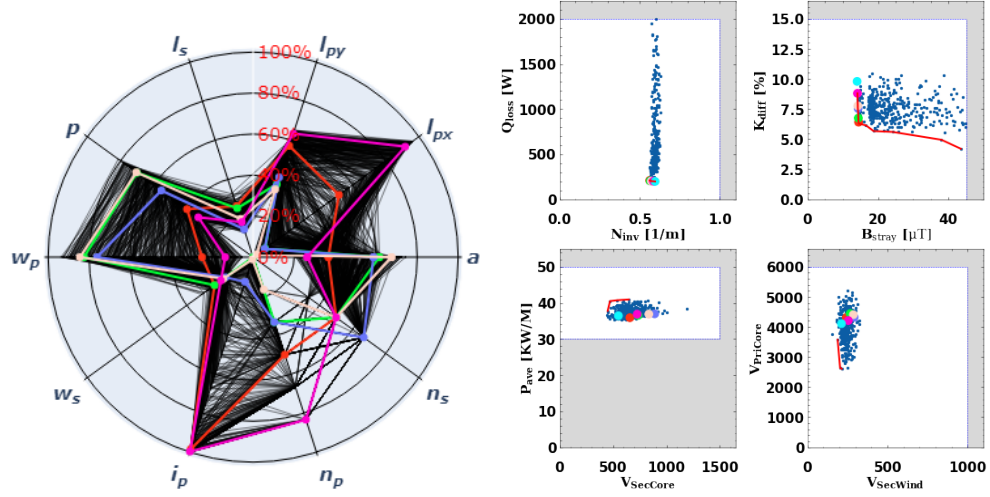 l_s
l_py
100%
80%
60%
40%
20%
0%
p
l_px
w_p
a
w_s
n_s
i_p
n_p
2000
1500
1000
500
0
Q_loss [W]
0.0 0.5 1.0
N_inv [1/m]
15.0
12.5
10.0
7.5
5.0
2.5
0.0
K_diff [%]
0 20 40
B_stray [μT]
50
40
30
20
10
0
P_ave [KW/M]
0 500 1000 1500
V_SecCore
6000
5000
4000
3000
2000
1000
0
V_PriCore
0 500 1000
V_SecWind